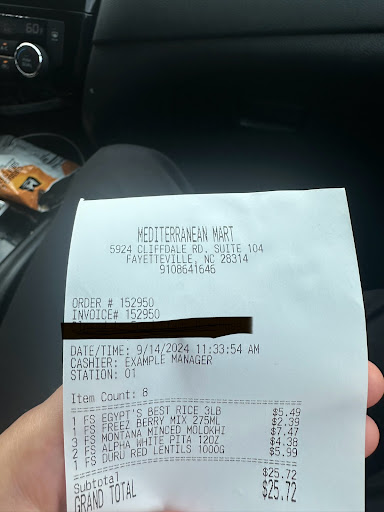 MEDITERRANEAN MART
5924 CLIFFDALE RD. SUITE 104
FAYETTEVILLE, NC 28314
9108641646
ORDER # 152950
INVOICE# 152950
DATE/TIME: 9/14/2024 11:33:54 AM
CASHIER: EXAMPLE MANAGER
STATION: 01
Item Count: 8
1 FS EGYPT'S BEST RICE 3LB $5.49
1 FS FREEZ BERRY MIX 275ML $2.39
3 FS MONTANA MINCED MOLOKHI $7.47
2 FS ALPHA WHITE PITA 12OZ $4.38
1 FS DURU RED LENTILS 1000G $5.99
Subtotal $25.72
GRAND TOTAL $25.72